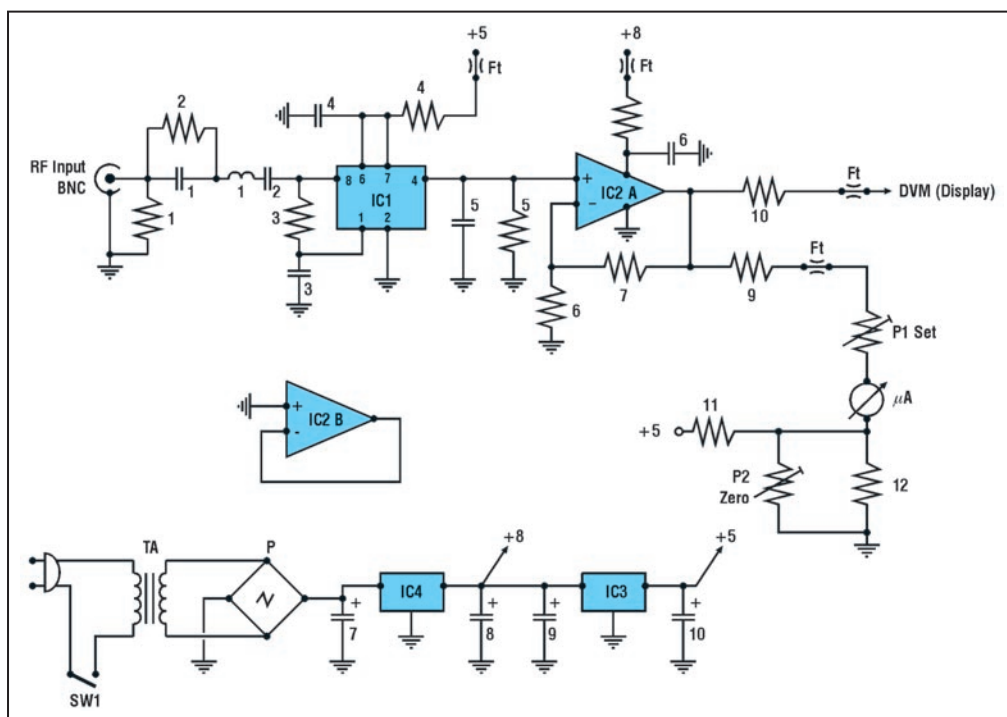 +5
+8
Ft
Ft
2
4
4
6
RF Input
BNC
1
1
2
8
6
7
4
IC1
1
2
3
3
1
5
5
+
-
IC2 A
10
Ft
DVM (Display)
7
6
9
Ft
P1 Set
μA
+
-
IC2 B
+5
11
P2
Zero
12
TA
P
+8
+5
IC4
IC3
+
7
+
8
+
9
+
10
SW1